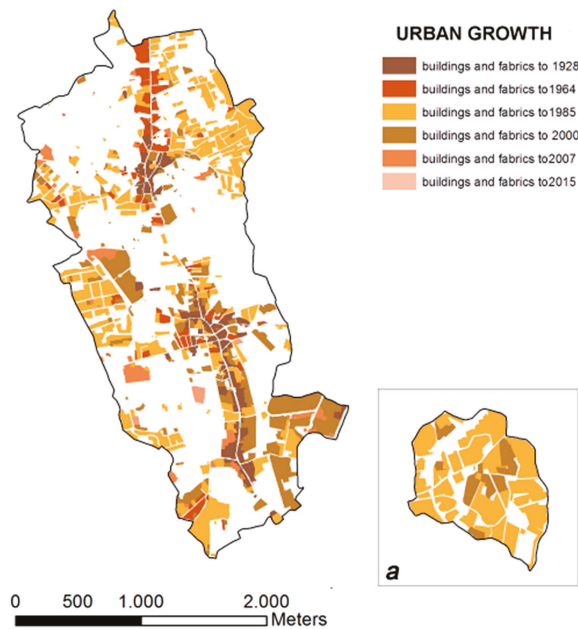 URBAN GROWTH
buildings and fabrics to 1928
buildings and fabrics to1964
buildings and fabrics to1985
buildings and fabrics to 2000
buildings and fabrics to2007
buildings and fabrics to2015
a
0 500 1.000 2.000
Meters